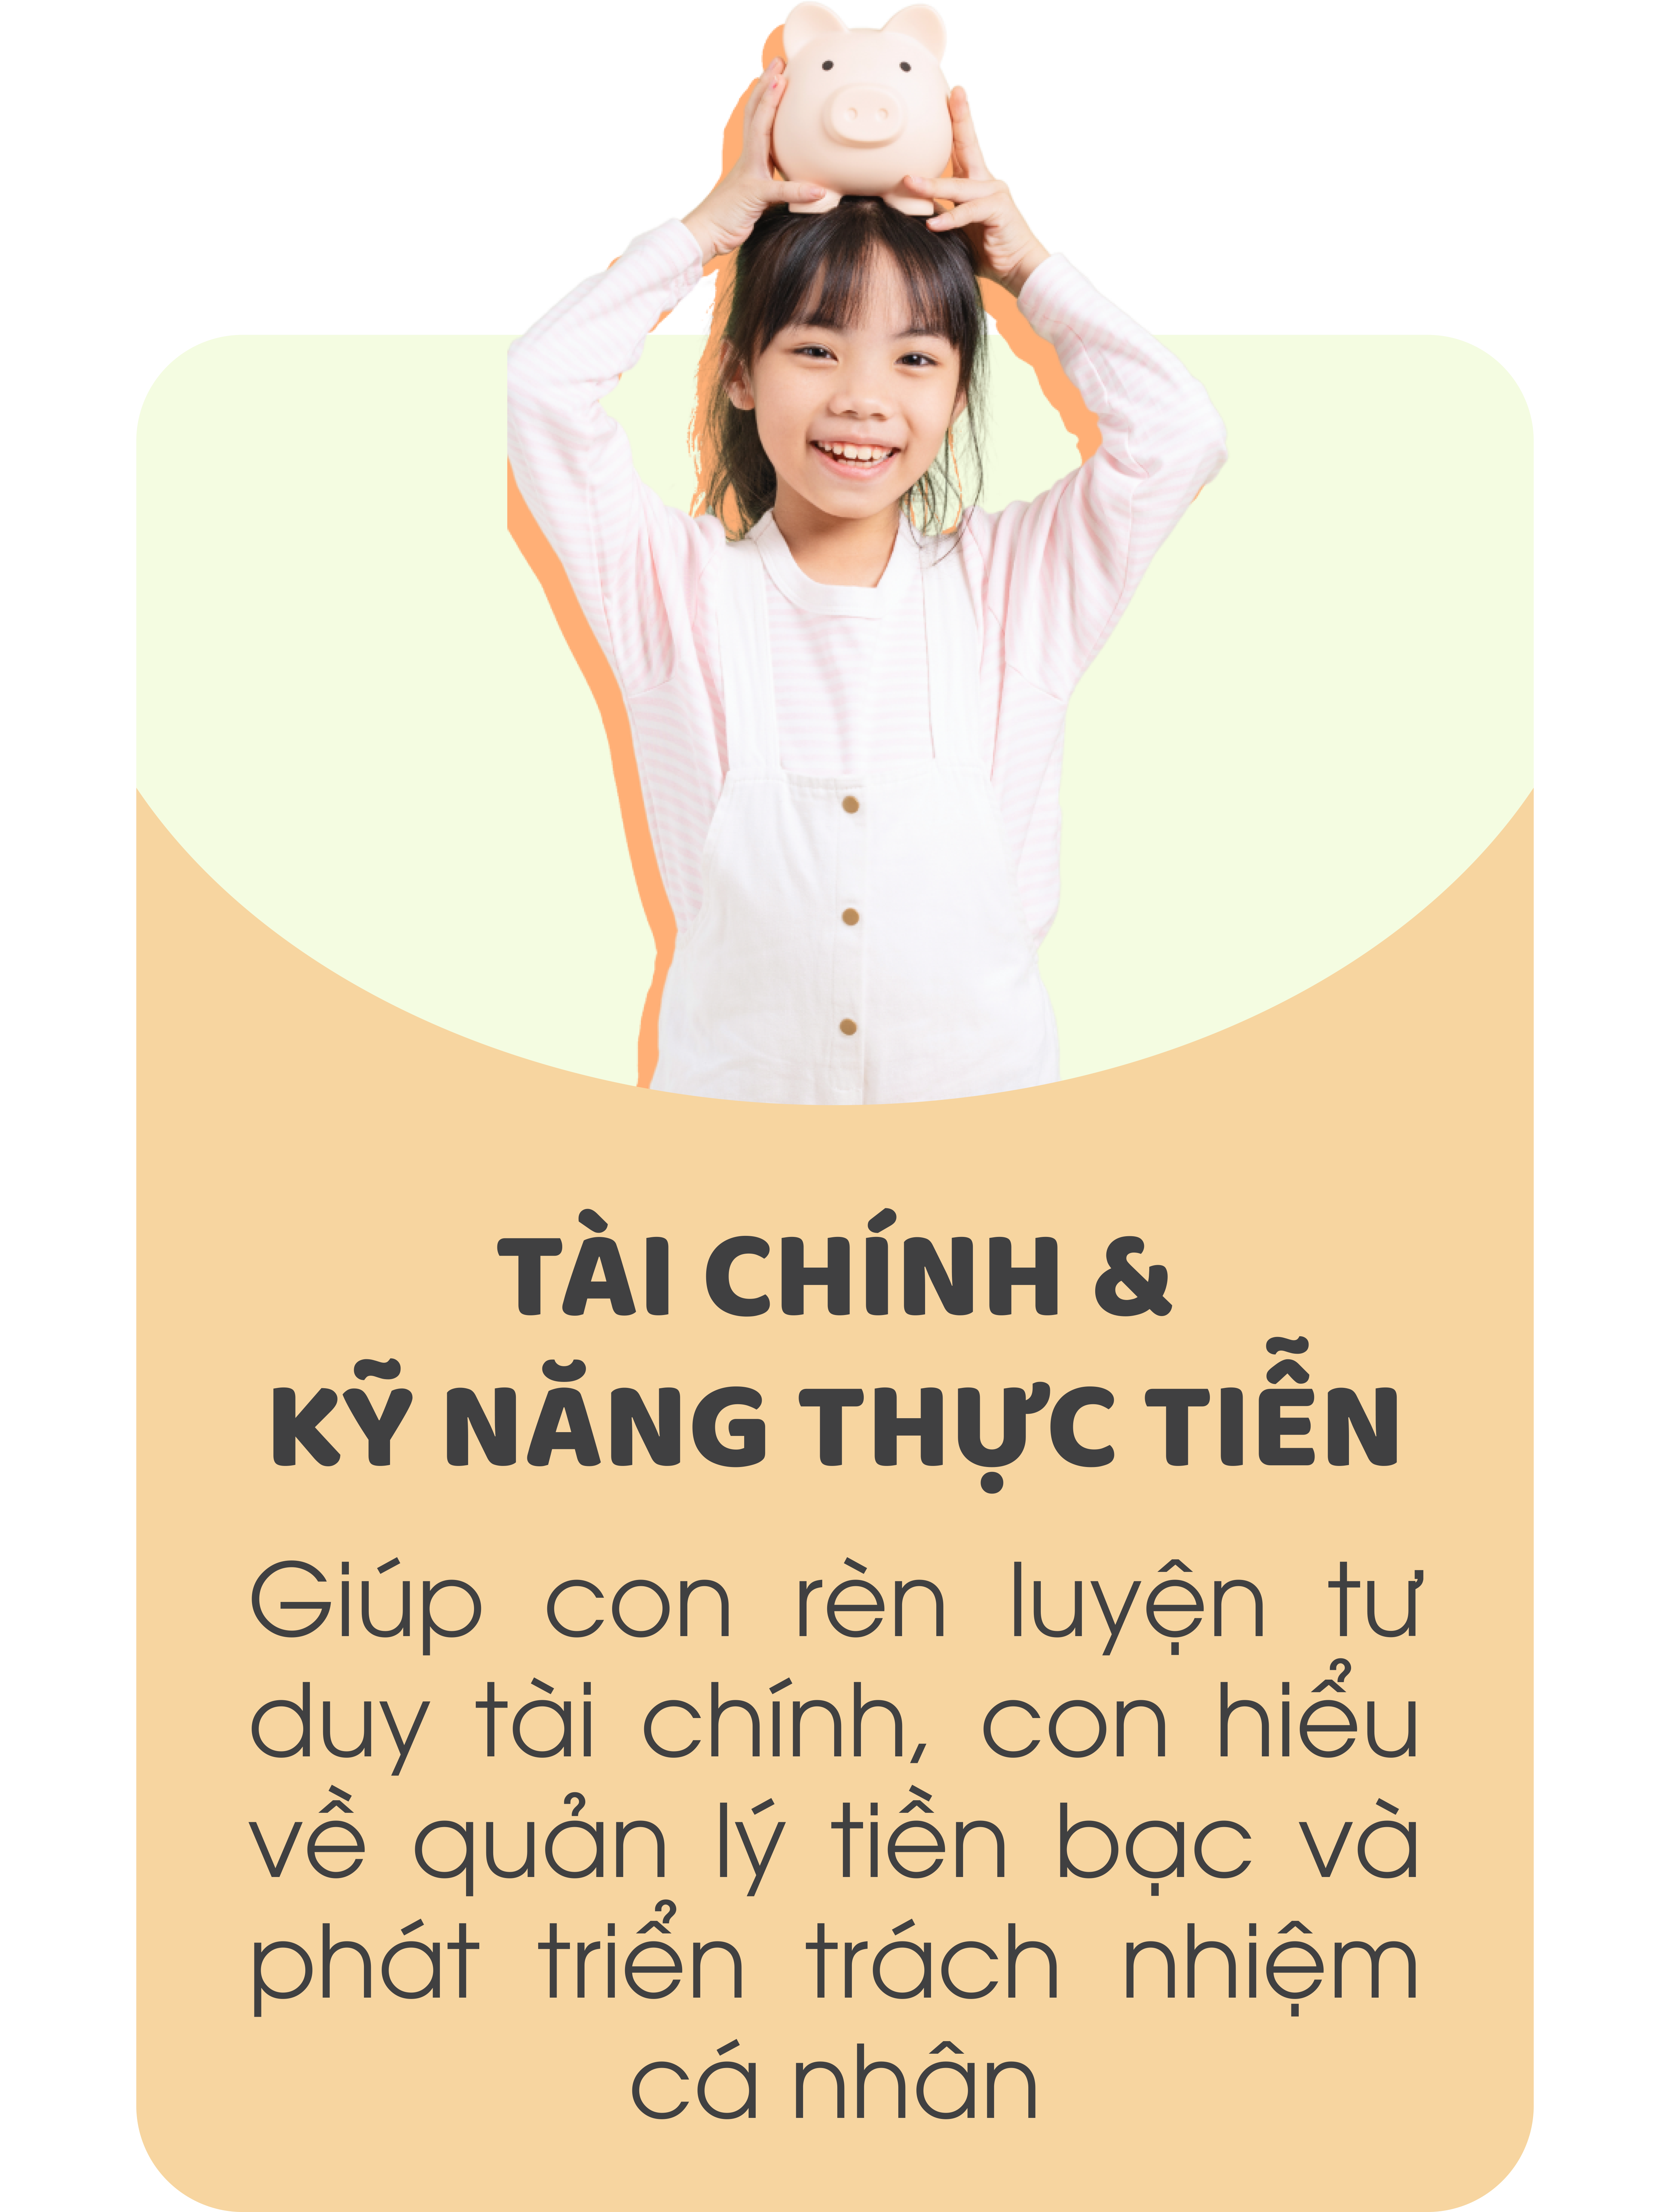 TÀI CHÍNH &
KỸ NĂNG THỰC TIỄN
Giúp con rèn luyện tư
duy tài chính, con hiểu
về quản lý tiền bạc và
phát triển trách nhiệm
cá nhân